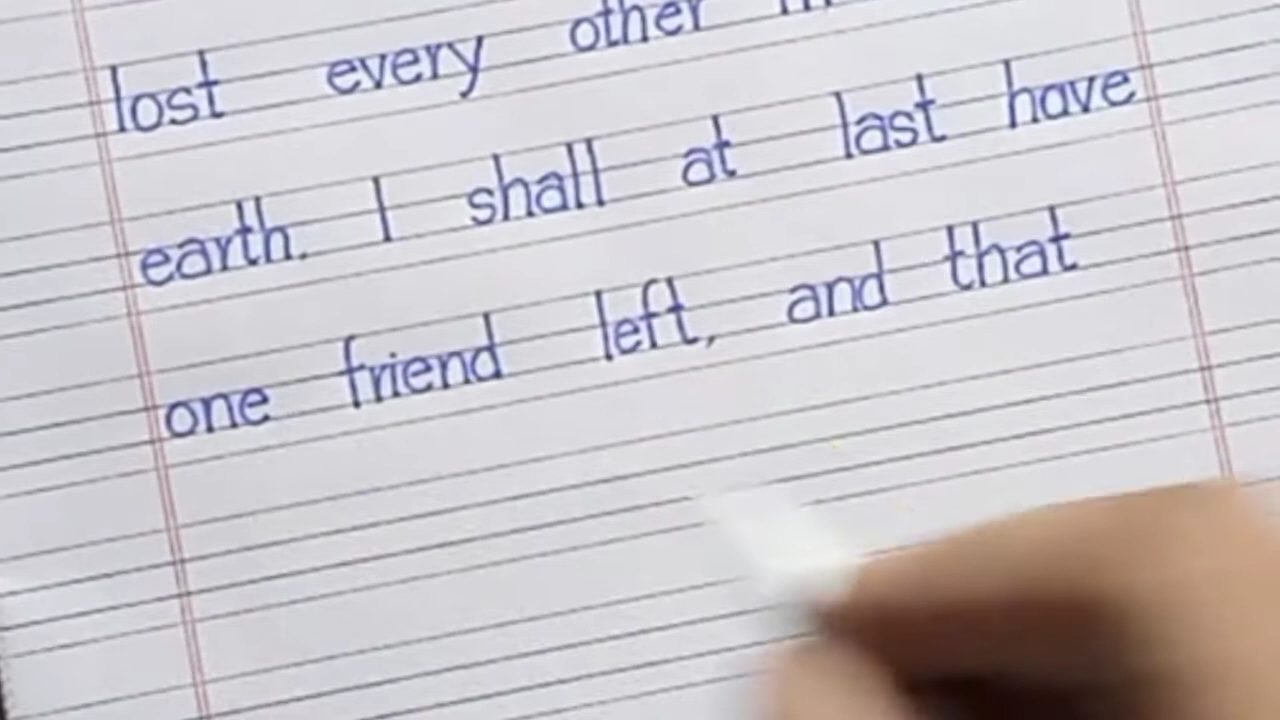 lost every other
earth. I shall at last have
one friend left, and that